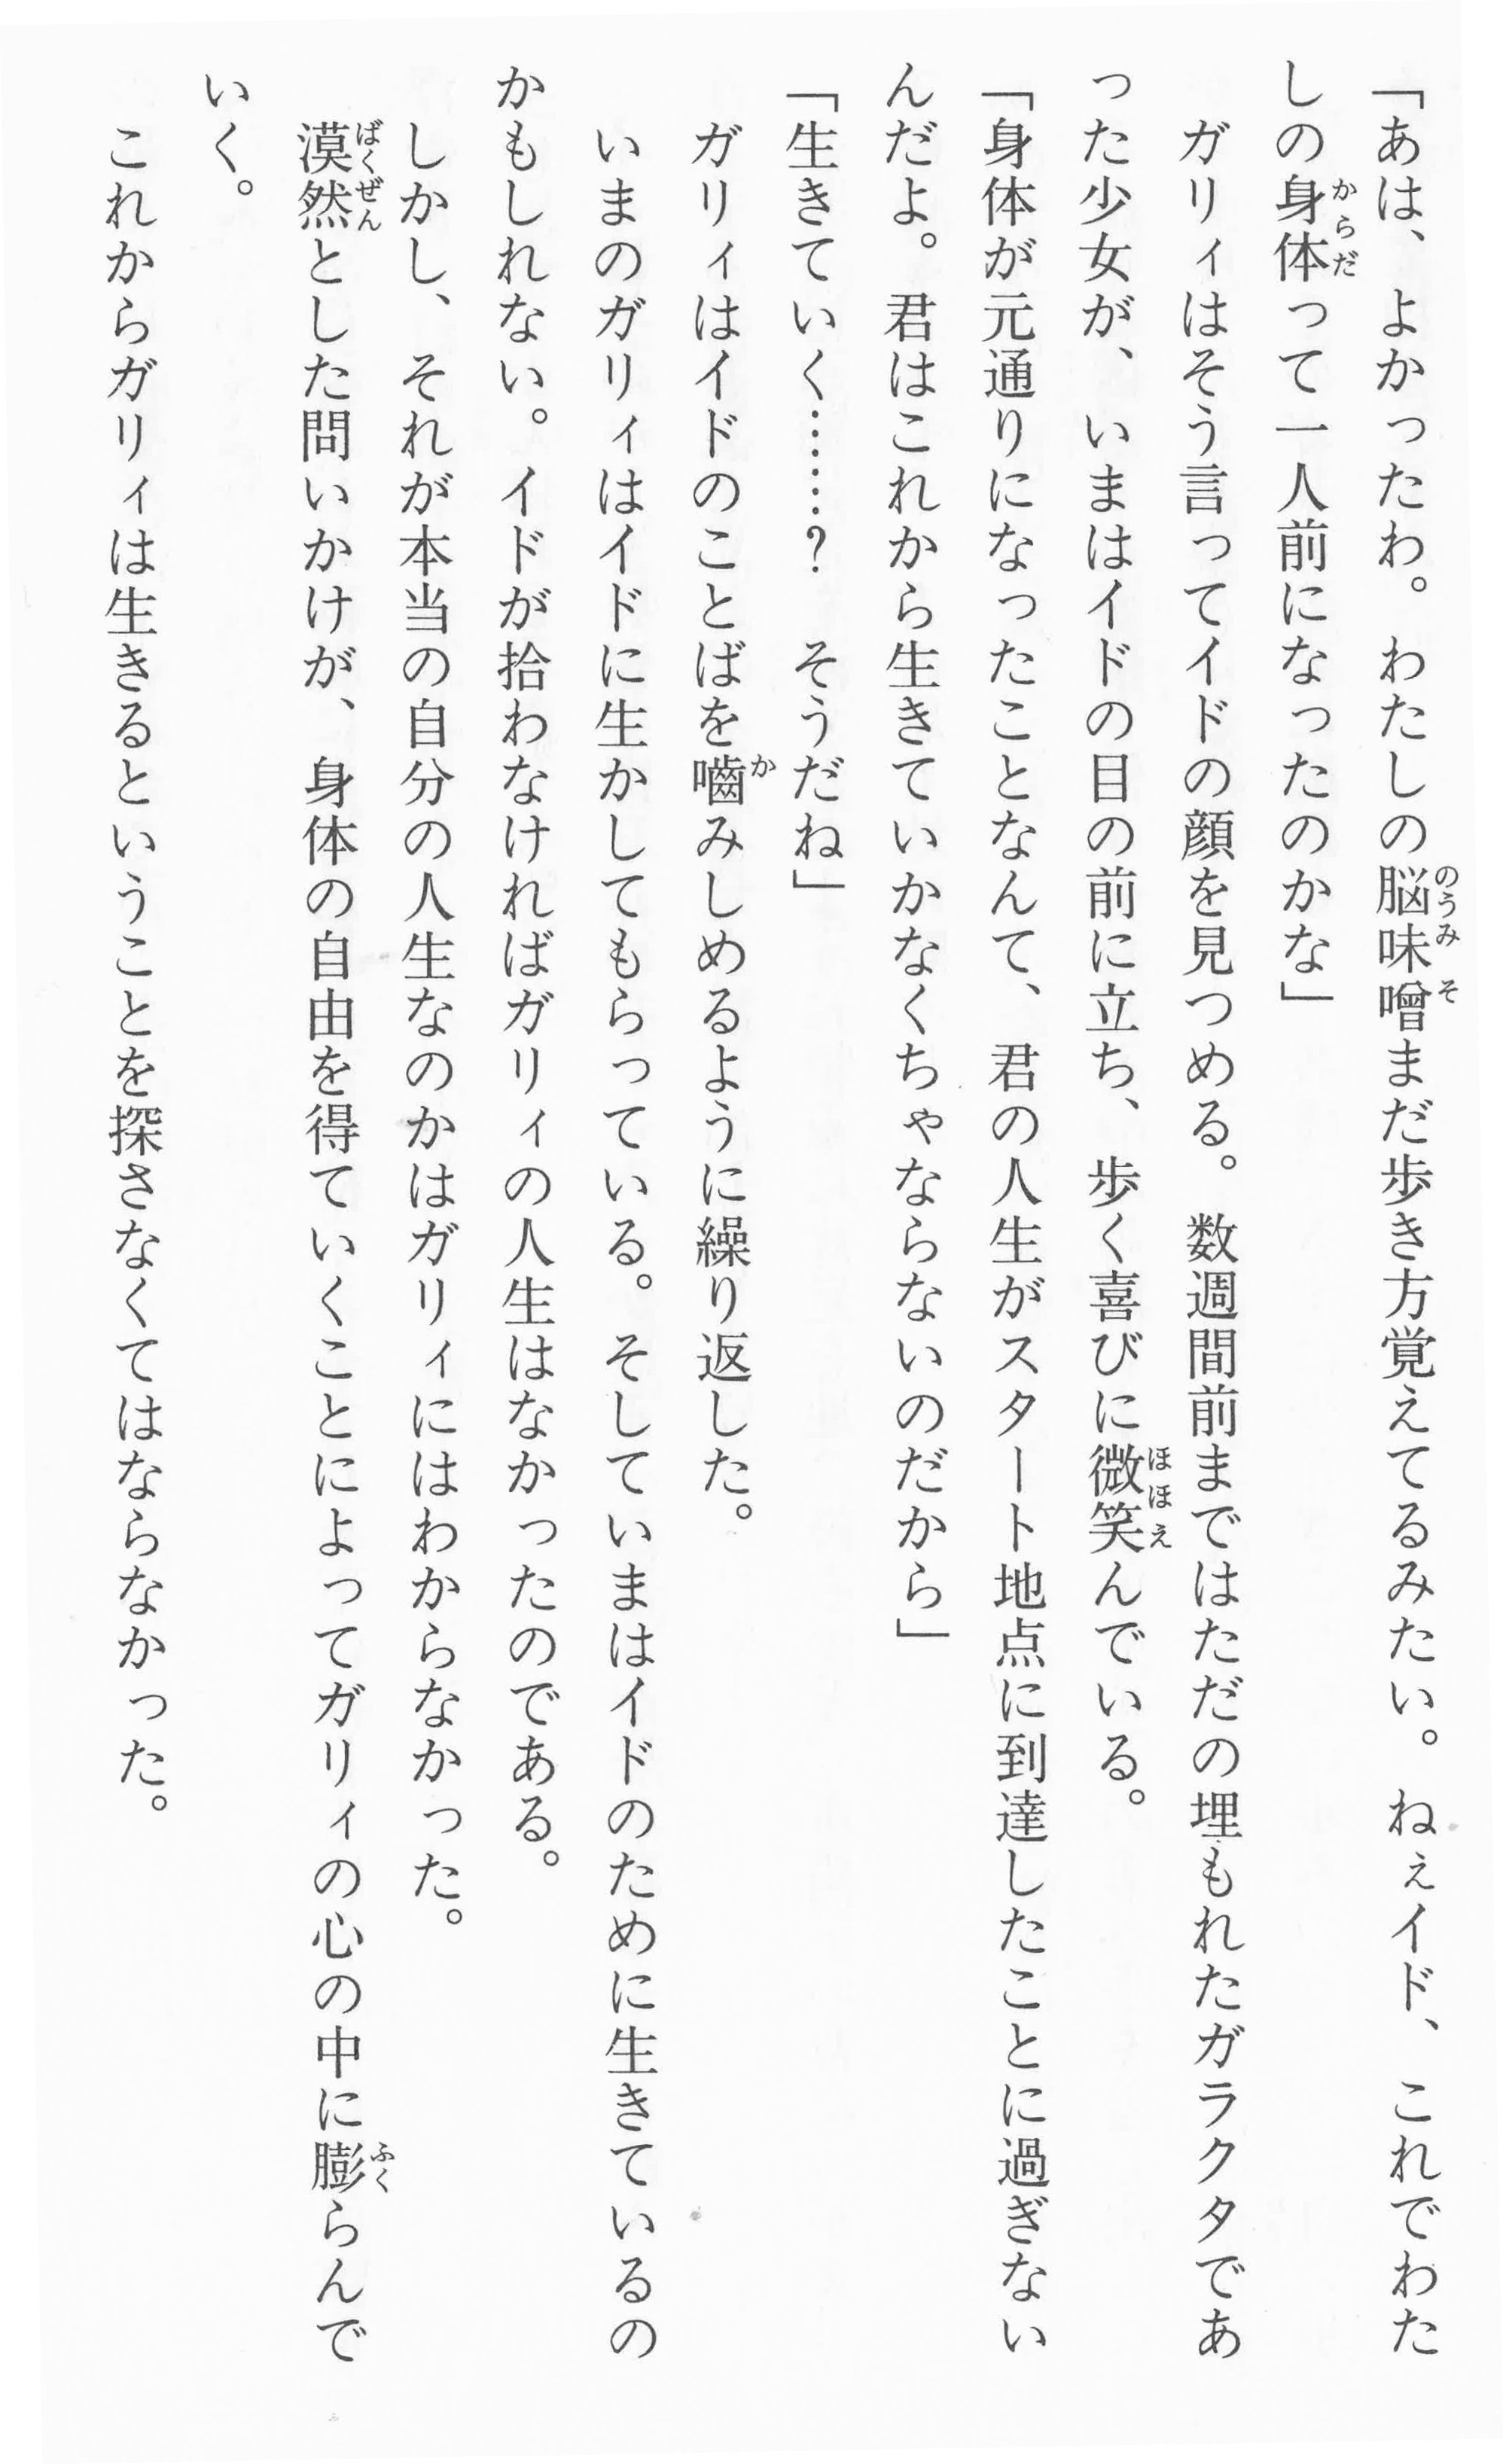 「あは、よかったわ。わたしの脳味噌まだ歩き方覚えてるみたい。ねぇイド、これでわた
しの身体って一人前になったのかな」
　ガリィはそう言ってイドの顔を見つめる。数週間前まではただの埋もれたガラクタであ
った少女が、いまはイドの目の前に立ち、歩く喜びに微笑んでいる。
「身体が元通りになったことなんて、君の人生がスタート地点に到達したことに過ぎない
んだよ。君はこれから生きていかなくちゃならないのだから」
「生きていく……？　そうだね」
　ガリィはイドのことばを嚙みしめるように繰り返した。
　いまのガリィはイドに生かしてもらっている。そしていまはイドのために生きているの
かもしれない。イドが拾わなければガリィの人生はなかったのである。
　しかし、それが本当の自分の人生なのかはガリィにはわからなかった。
　漠然とした問いかけが、身体の自由を得ていくことによってガリィの心の中に膨らんで
いく。
　これからガリィは生きるということを探さなくてはならなかった。